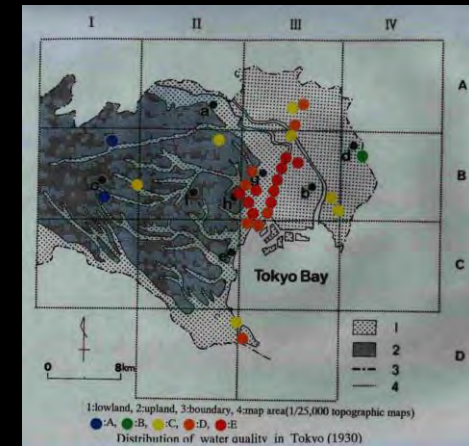 I II III IV
A
a
d
B
c
g
b
f
h
e
Tokyo Bay
C
1
2
3
4
D
0 8km
1:lowland, 2:upland, 3:boundary, 4:map area(1/25,000 topographic maps)
:A, :B, :C, :D, :E
Distribution of water quality in Tokyo (1930)